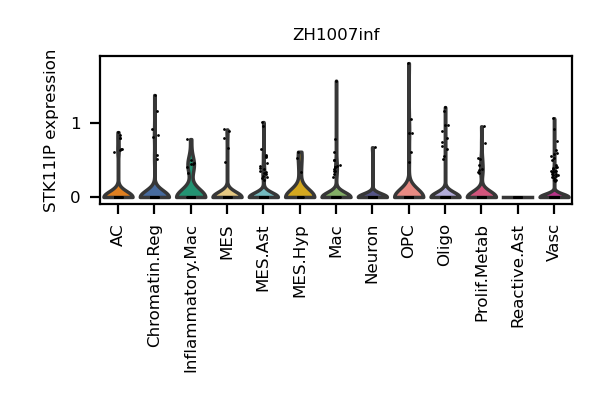 ZH1007inf
STK11IP expression
1
0
AC
Chromatin.Reg
Inflammatory.Mac
MES
MES.Ast
MES.Hyp
Mac
Neuron
OPC
Oligo
Prolif.Metab
Reactive.Ast
Vasc